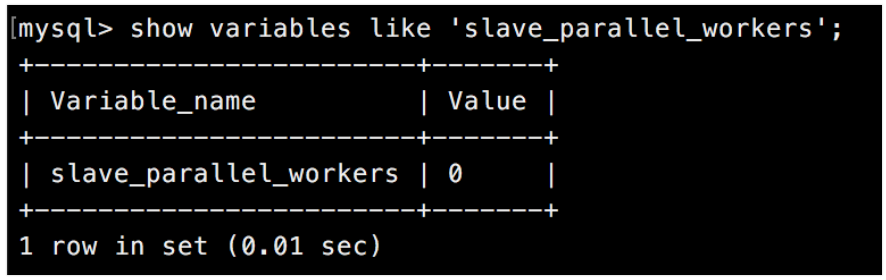 [mysql> show variables like 'slave_parallel_workers';
+------------------------+-------+
| Variable_name          | Value |
+------------------------+-------+
| slave_parallel_workers | 0     |
+------------------------+-------+
1 row in set (0.01 sec)